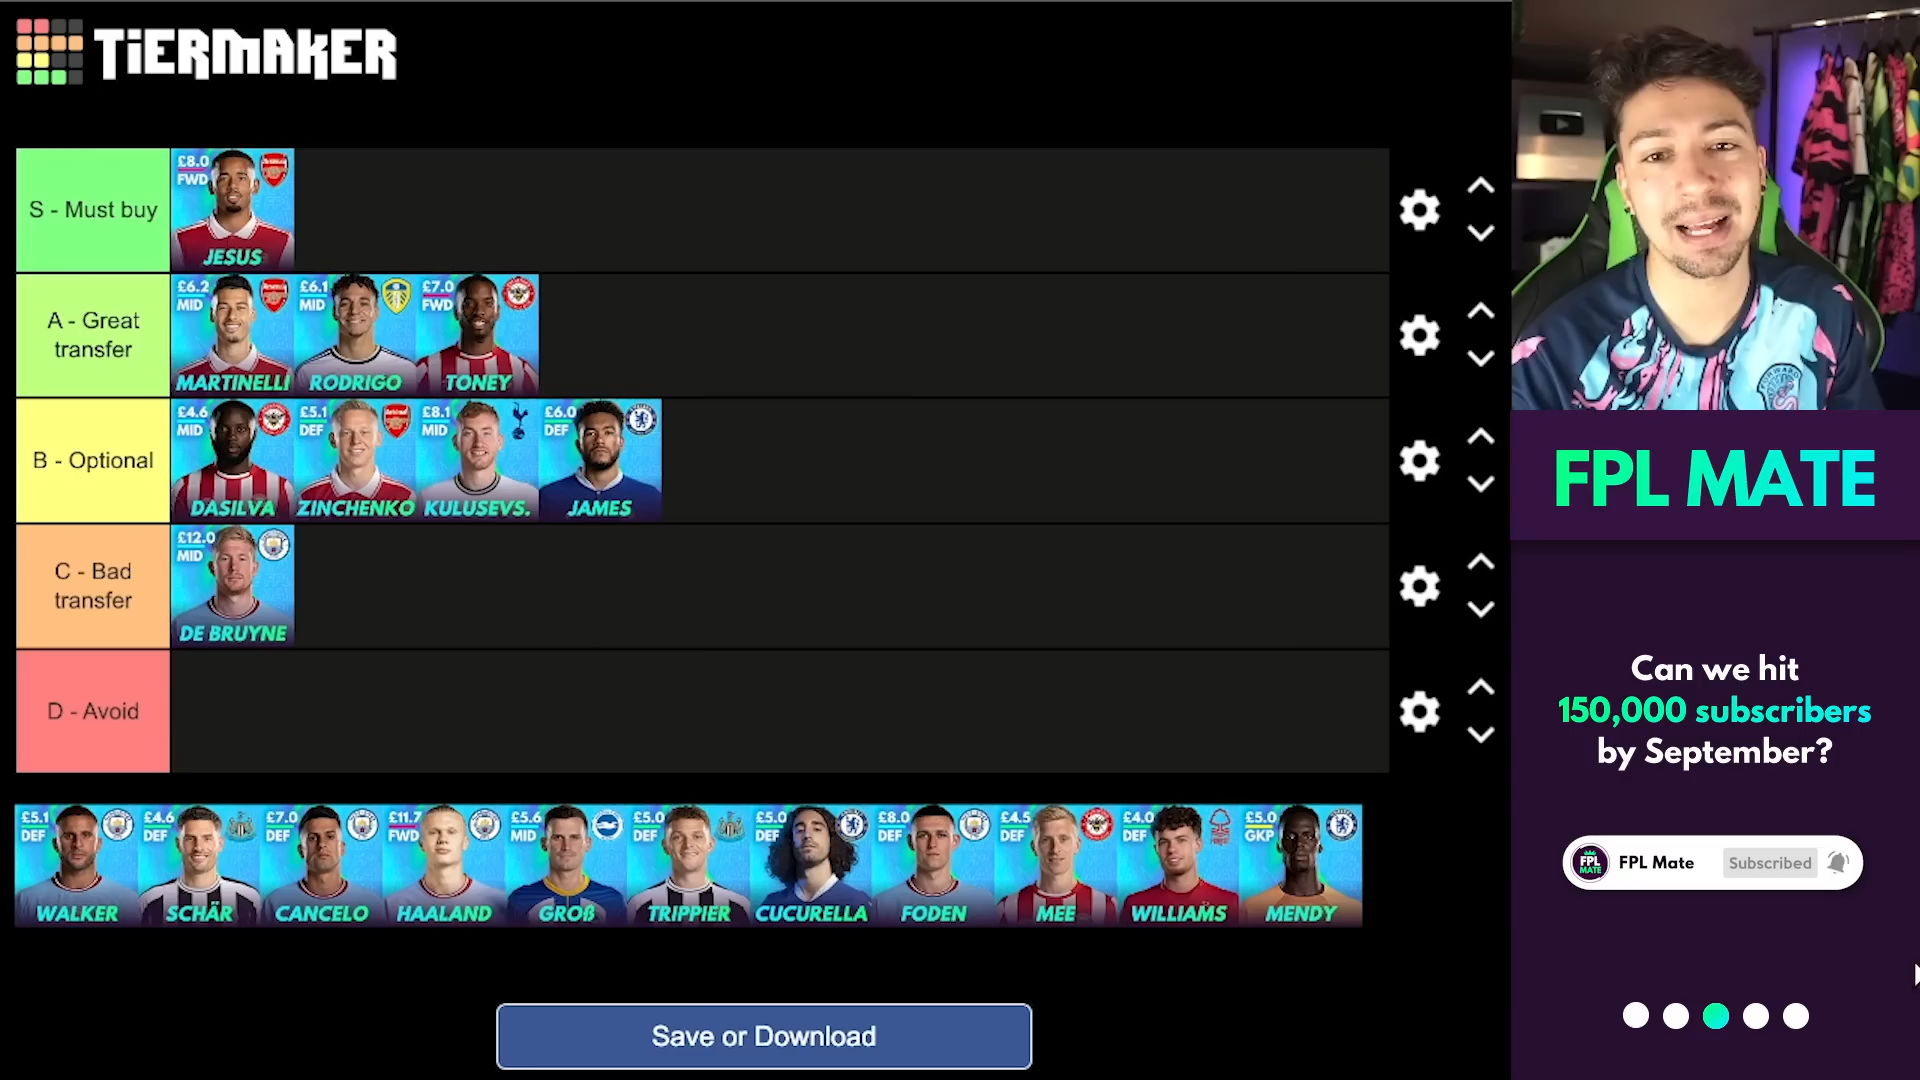 TiERMAKER
S - Must buy
£8.0
FWD
JESUS
A - Great
transfer
£6.2
MID
MARTINELLI
£6.1
MID
RODRIGO
£7.0
FWD
TONEY
B - Optional
£4.6
MID
DASILVA
£5.1
DEF
ZINCHENKO
£8.1
MID
KULUSEVS.
£6.0
DEF
JAMES
C - Bad
transfer
£12.0
MID
DE BRUYNE
D - Avoid
£5.1
DEF
WALKER
£4.6
DEF
SCHÄR
£7.0
DEF
CANCELO
£11.7
FWD
HAALAND
£5.6
MID
GROß
£5.0
DEF
TRIPPIER
£5.0
DEF
CUCURELLA
£8.0
DEF
FODEN
£4.5
DEF
MEE
£4.0
DEF
WILLIAMS
£5.0
GKP
MENDY
Save or Download
FPL MATE
Can we hit
150,000 subscribers
by September?
FPL
MATE
FPL Mate
Subscribed